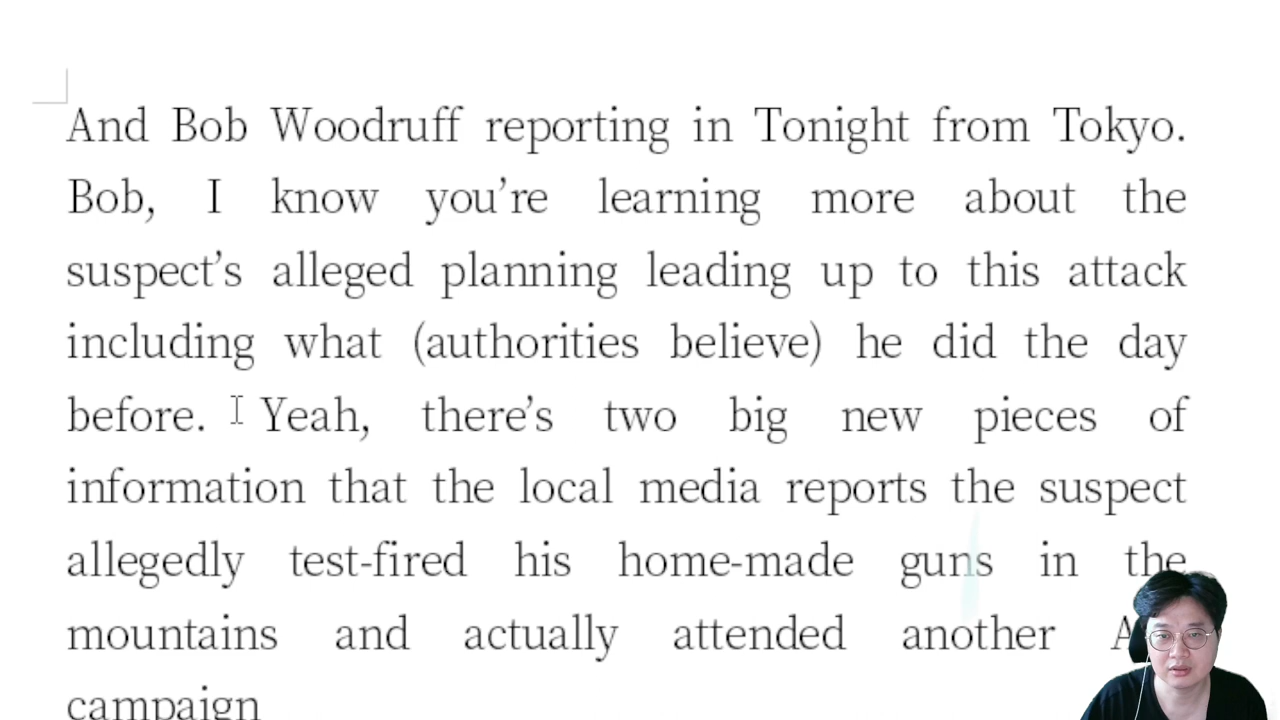 And Bob Woodruff reporting in Tonight from Tokyo.
Bob, I know you’re learning more about the
suspect’s alleged planning leading up to this attack
including what (authorities believe) he did the day
before. Yeah, there’s two big new pieces of
information that the local media reports the suspect
allegedly test-fired his home-made guns in the
mountains and actually attended another
campaign